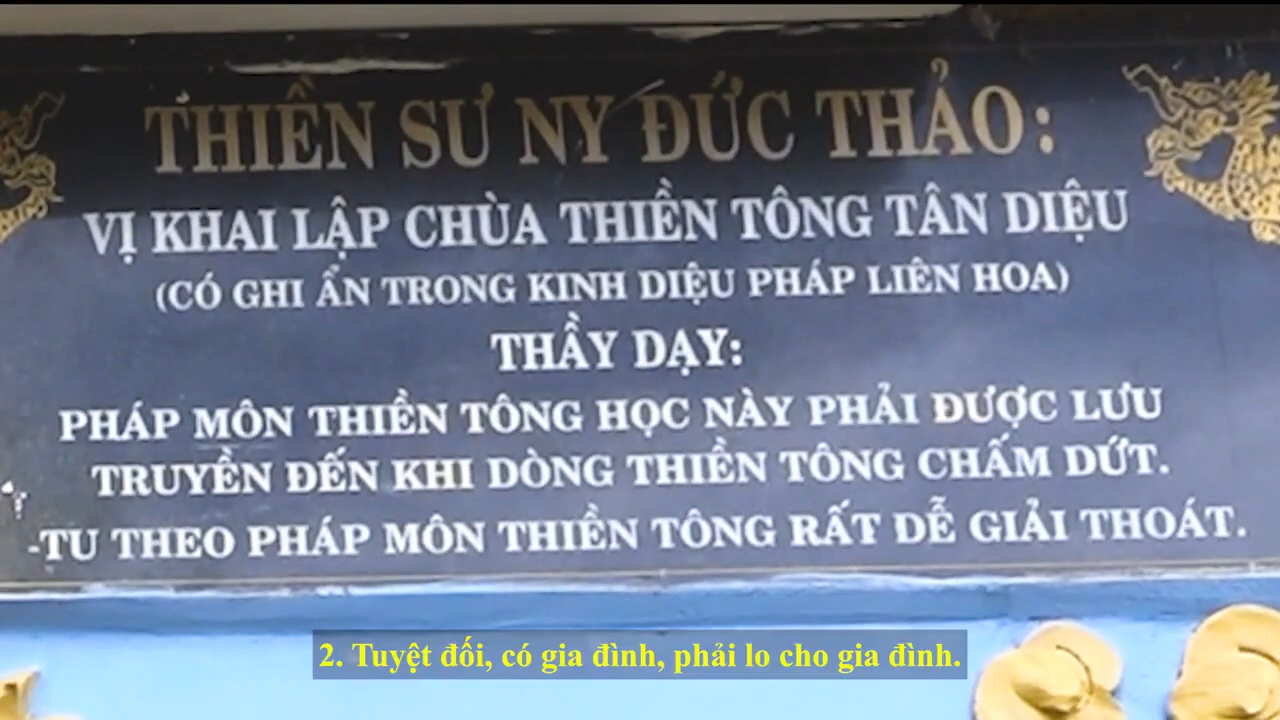 THIỀN SƯ NY ĐỨC THẢO:
VỊ KHAI LẬP CHÙA THIỀN TÔNG TÂN DIỆU
(CÓ GHI ẨN TRONG KINH DIỆU PHÁP LIÊN HOA)
THẦY DẠY:
PHÁP MÔN THIỀN TÔNG HỌC NÀY PHẢI ĐƯỢC LƯU
TRUYỀN ĐẾN KHI DÒNG THIỀN TÔNG CHẤM DỨT.
-TU THEO PHÁP MÔN THIỀN TÔNG RẤT DỄ GIẢI THOÁT.
2. Tuyệt đối, có gia đình, phải lo cho gia đình.